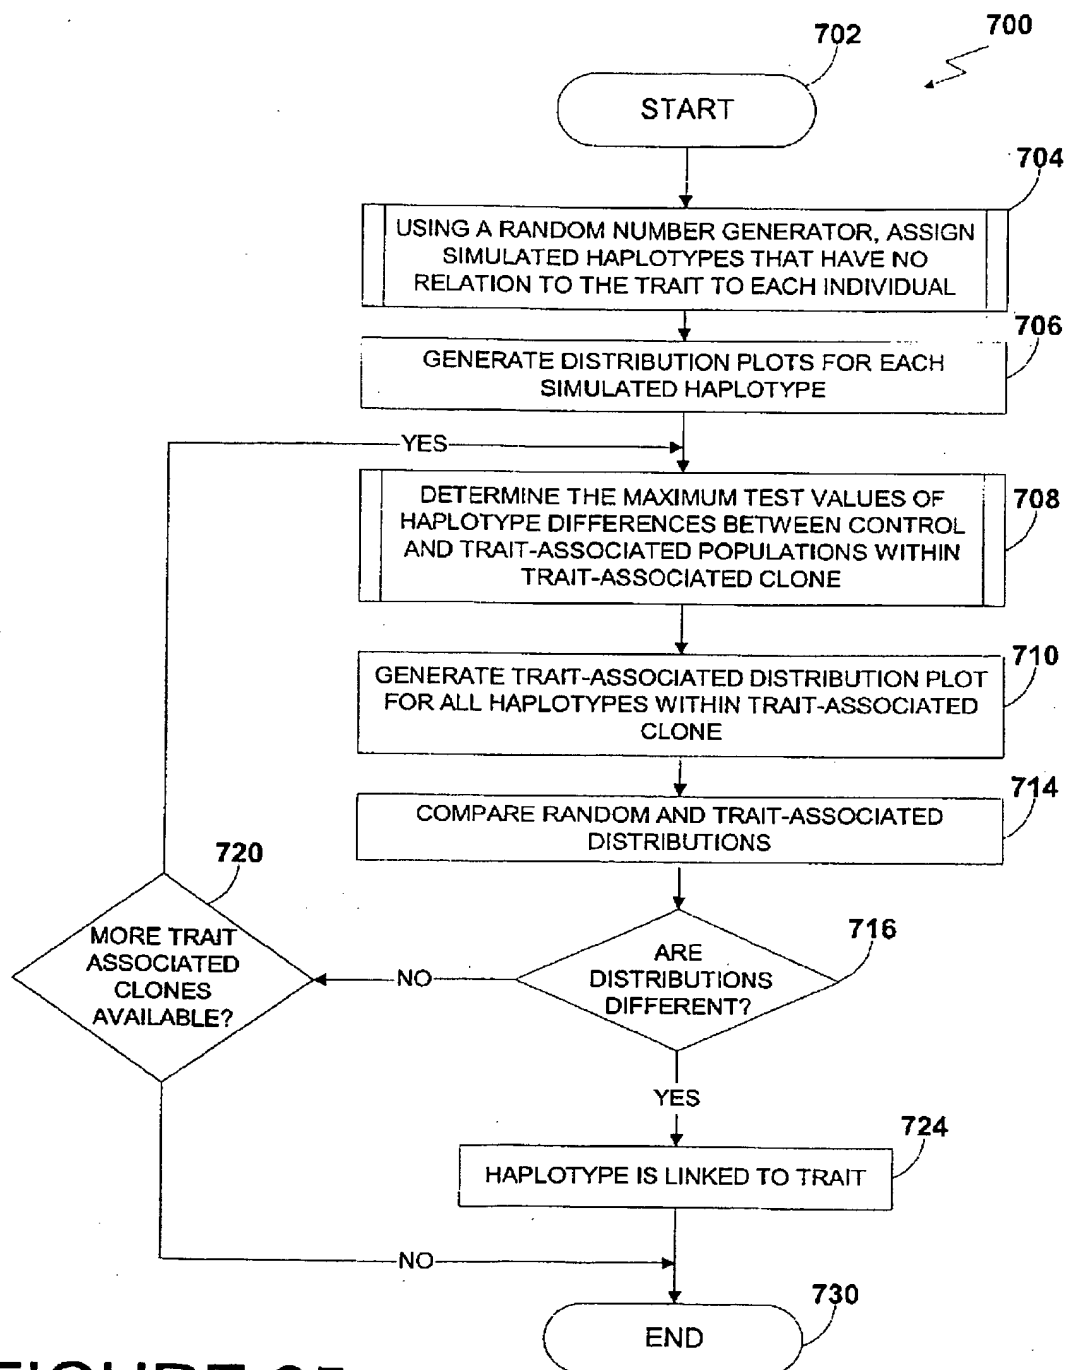 702
700
START
704
USING A RANDOM NUMBER GENERATOR, ASSIGN
SIMULATED HAPLOTYPES THAT HAVE NO
RELATION TO THE TRAIT TO EACH INDIVIDUAL
706
GENERATE DISTRIBUTION PLOTS FOR EACH
SIMULATED HAPLOTYPE
YES
DETERMINE THE MAXIMUM TEST VALUES OF
HAPLOTYPE DIFFERENCES BETWEEN CONTROL
AND TRAIT-ASSOCIATED POPULATIONS WITHIN
TRAIT-ASSOCIATED CLONE
708
710
GENERATE TRAIT-ASSOCIATED DISTRIBUTION PLOT
FOR ALL HAPLOTYPES WITHIN TRAIT-ASSOCIATED
CLONE
714
COMPARE RANDOM AND TRAIT-ASSOCIATED
DISTRIBUTIONS
720
MORE TRAIT
ASSOCIATED
CLONES
AVAILABLE?
NO
716
ARE
DISTRIBUTIONS
DIFFERENT?
YES
724
HAPLOTYPE IS LINKED TO TRAIT
NO
730
END